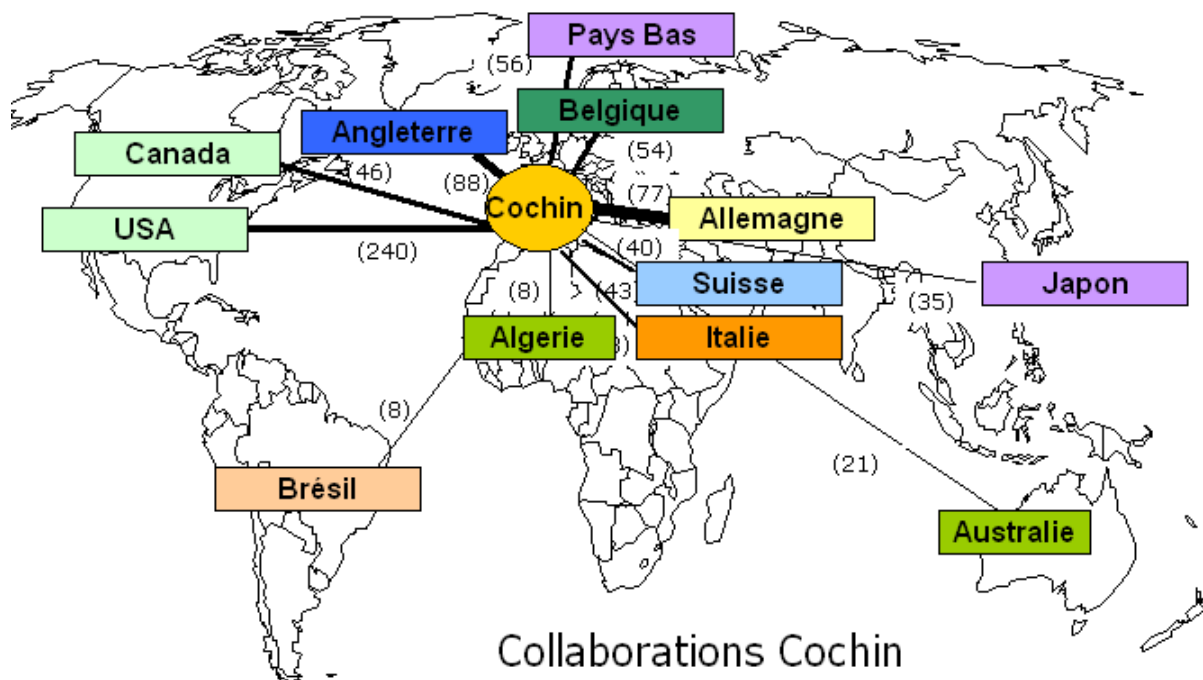 Pays Bas
(56)
Belgique
Angleterre
Canada
(54)
(46)
(88)
(77)
Cochin
Allemagne
USA
(240)
(40)
Suisse
Japon
(8)
(43)
(35)
Algerie
Italie
(8)
(21)
Brésil
Australie
Collaborations Cochin